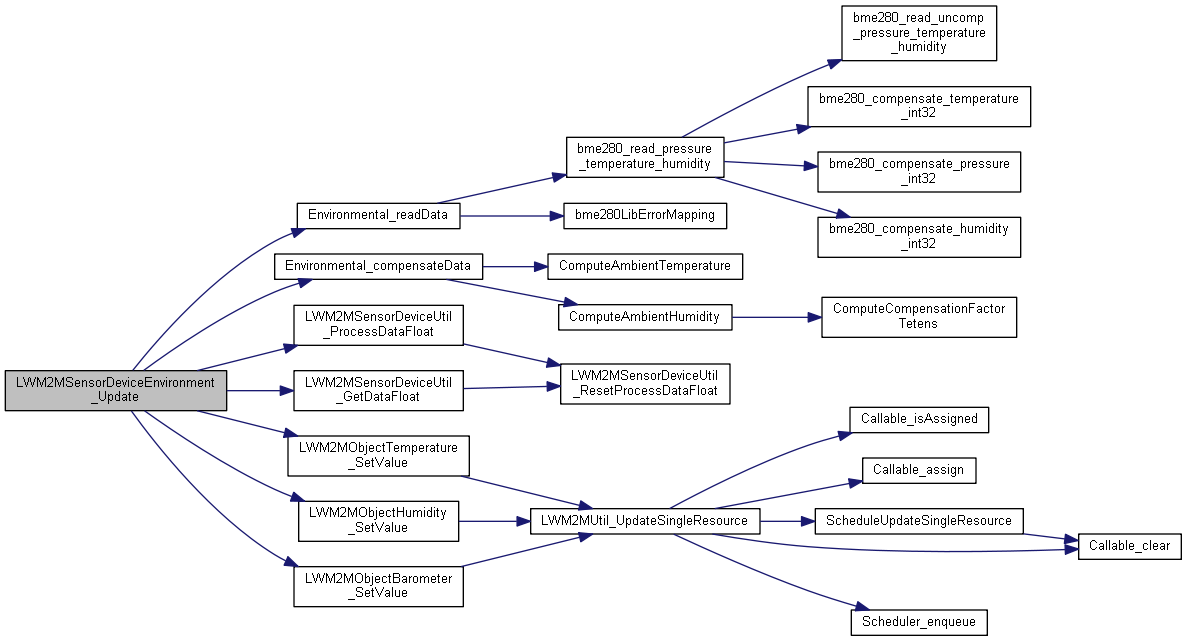 bme280_read_uncomp
_pressure_temperature
_humidity
bme280_compensate_temperature
_int32
bme280_read_pressure
_temperature_humidity
bme280_compensate_pressure
_int32
Environmental_readData
bme280LibErrorMapping
bme280_compensate_humidity
_int32
Environmental_compensateData
ComputeAmbientTemperature
LWM2MSensorDeviceUtil
_ProcessDataFloat
ComputeAmbientHumidity
ComputeCompensationFactor
Tetens
LWM2MSensorDeviceEnvironment
_Update
LWM2MSensorDeviceUtil
_GetDataFloat
LWM2MSensorDeviceUtil
_ResetProcessDataFloat
Callable_isAssigned
LWM2MObjectTemperature
_SetValue
Callable_assign
LWM2MObjectHumidity
_SetValue
LWM2MUtil_UpdateSingleResource
ScheduleUpdateSingleResource
Callable_clear
LWM2MObjectBarometer
_SetValue
Scheduler_enqueue